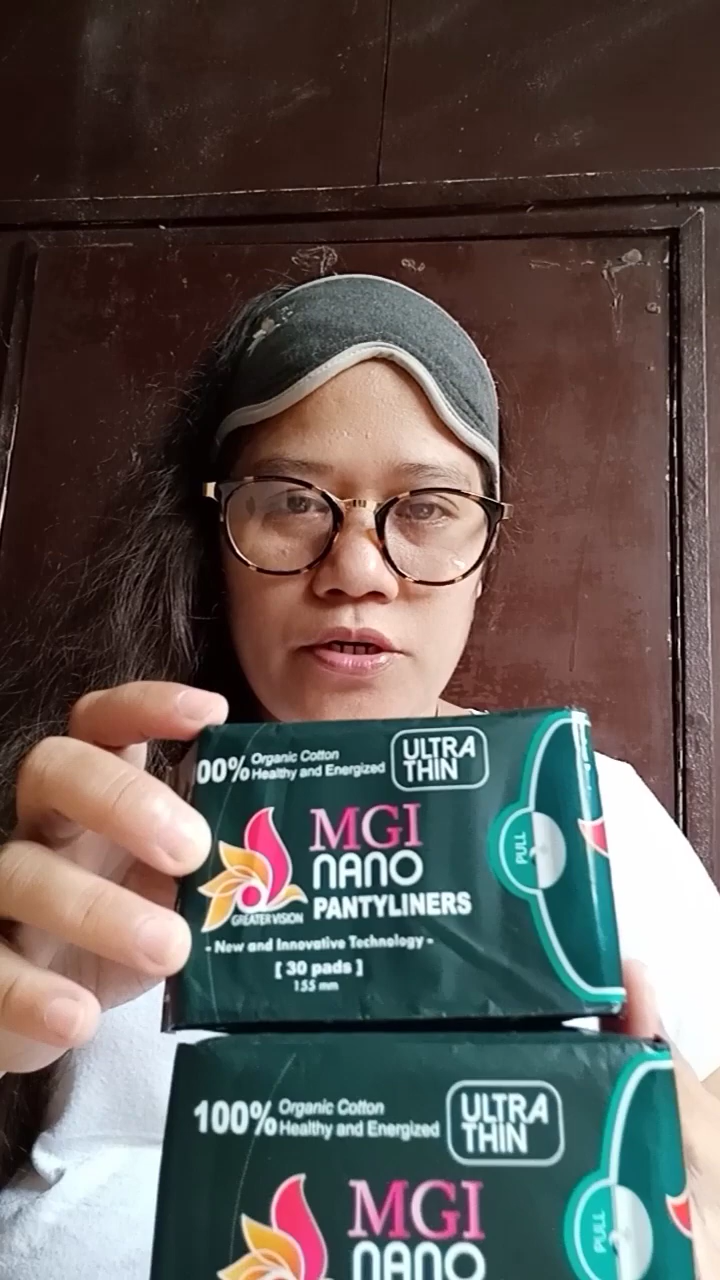 00% Organic Cotton
Healthy and Energized
ULTRA
THIN
MGI
NANO
PANTYLINERS
GREATER VISION
- New and Innovative Technology -
[ 30 pads ]
155 mm
PULL
100% Organic Cotton
Healthy and Energized
ULTRA
THIN
MGI
NANO
PULL